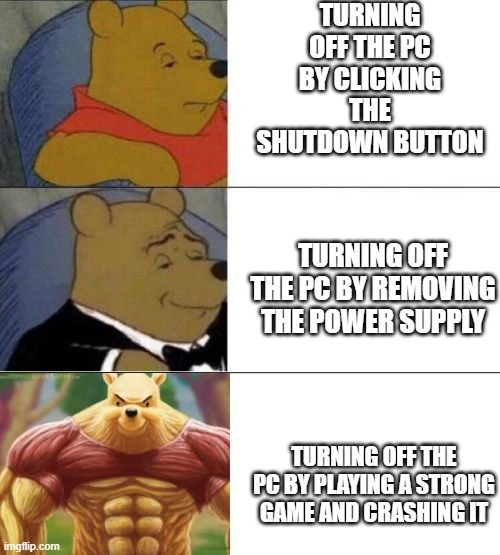 TURNING
OFF THE PC
BY CLICKING
THE
SHUTDOWN BUTTON
TURNING OFF
THE PC BY REMOVING
THE POWER SUPPLY
TURNING OFF THE
PC BY PLAYING A STRONG
GAME AND CRASHING IT
imgflip.com